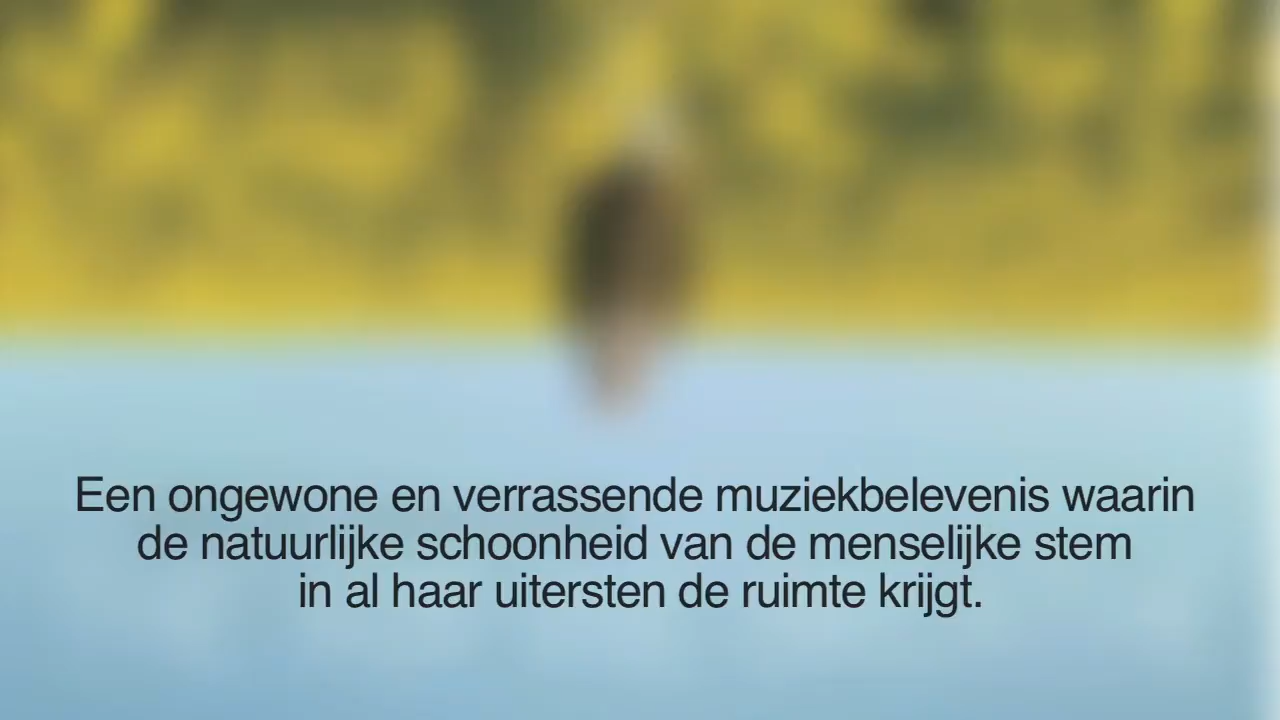 Een ongewone en verrassende muziekbelevenis waarin
de natuurlijke schoonheid van de menselijke stem
in al haar uitersten de ruimte krijgt.